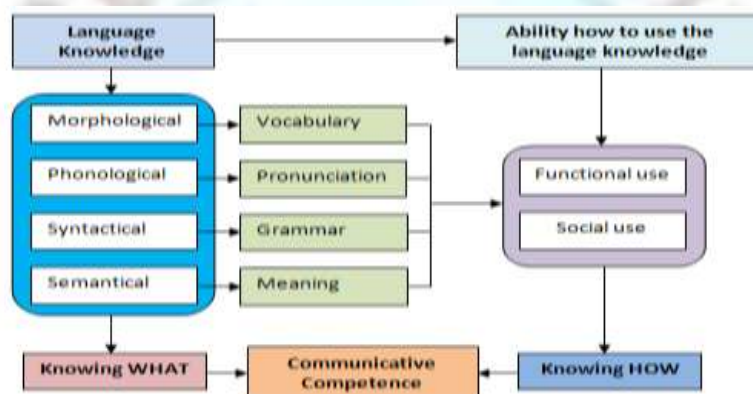 Language
Knowledge
Ability how to use the
language knowledge
Morphological
Vocabulary
Phonological
Pronunciation
Functional use
Syntactical
Grammar
Social use
Semantical
Meaning
Knowing WHAT
Communicative
Competence
Knowing HOW